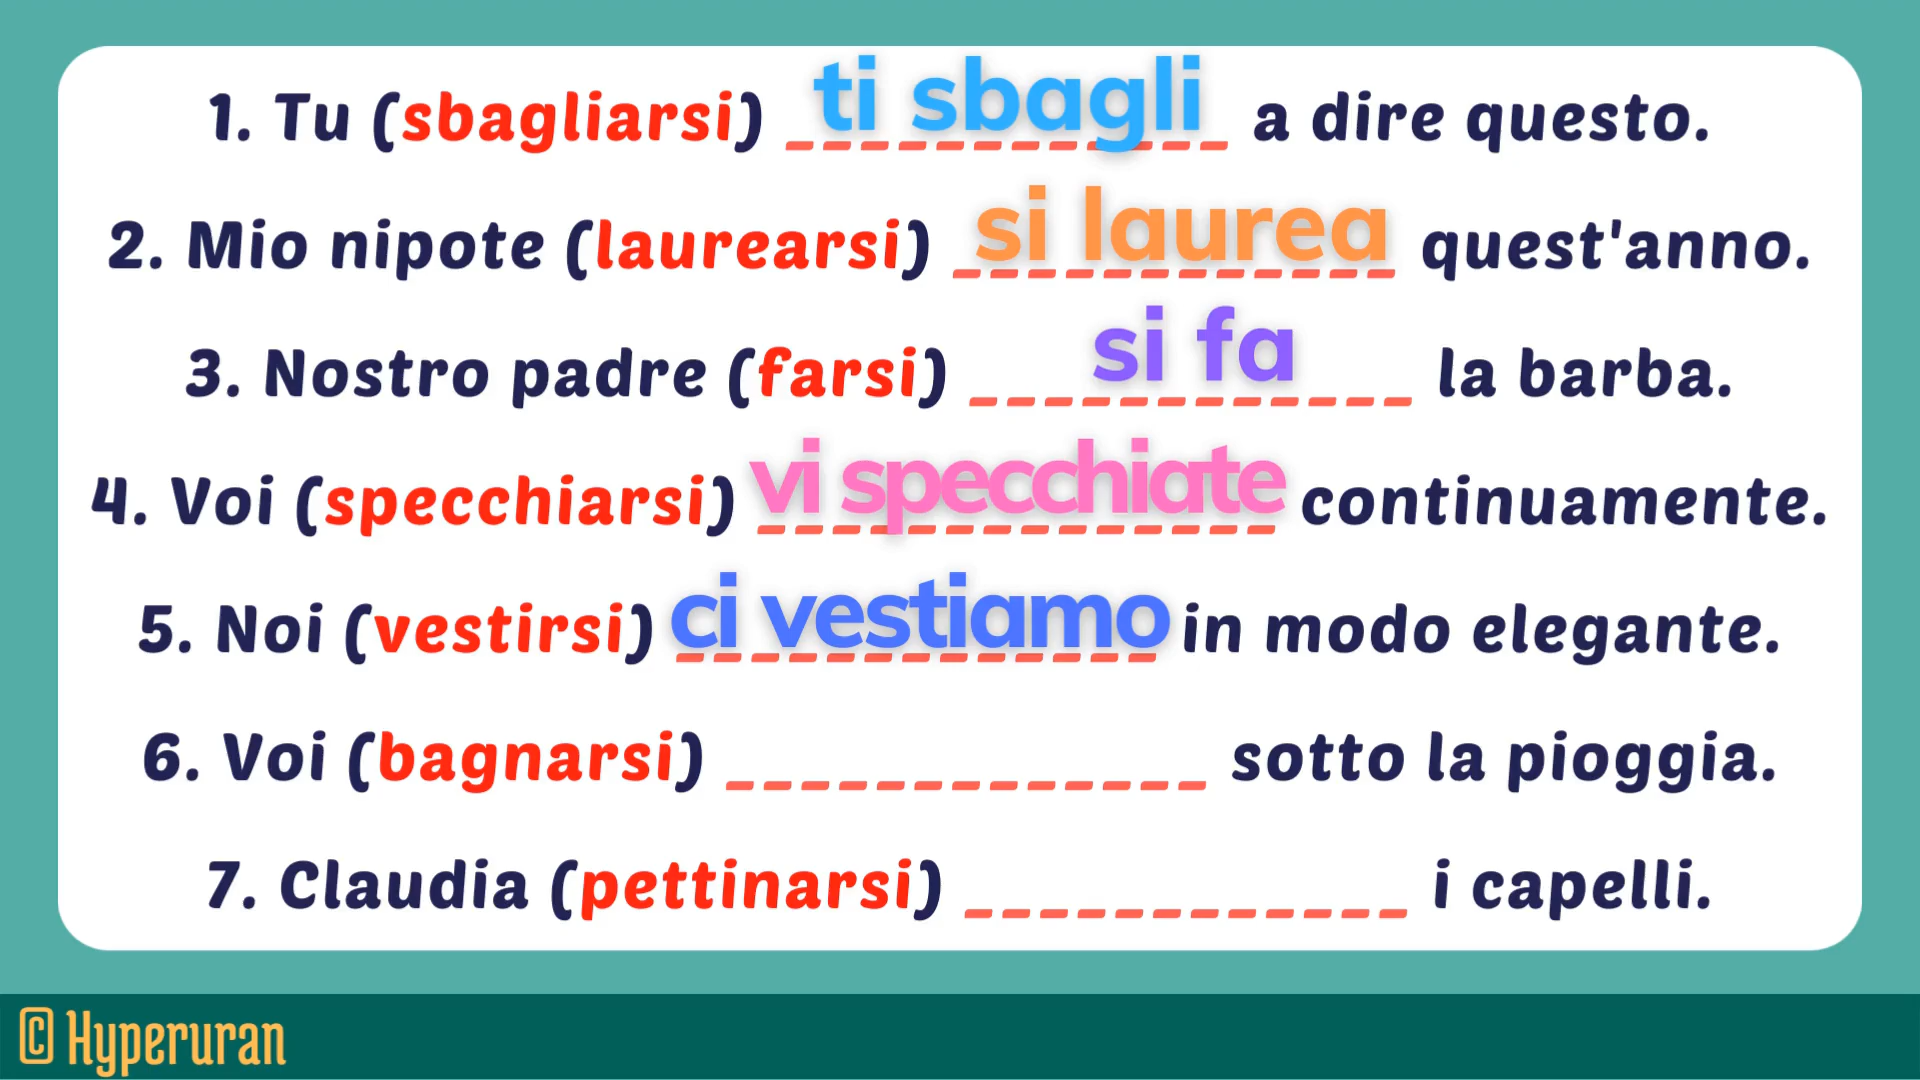 1. Tu (sbagliarsi) ti sbagli a dire questo.
2. Mio nipote (laurearsi) si laurea quest'anno.
3. Nostro padre (farsi) si fa la barba.
4. Voi (specchiarsi) vi specchiate continuamente.
5. Noi (vestirsi) ci vestiamo in modo elegante.
6. Voi (bagnarsi) _____________ sotto la pioggia.
7. Claudia (pettinarsi) ____________ i capelli.
© Hyperuran